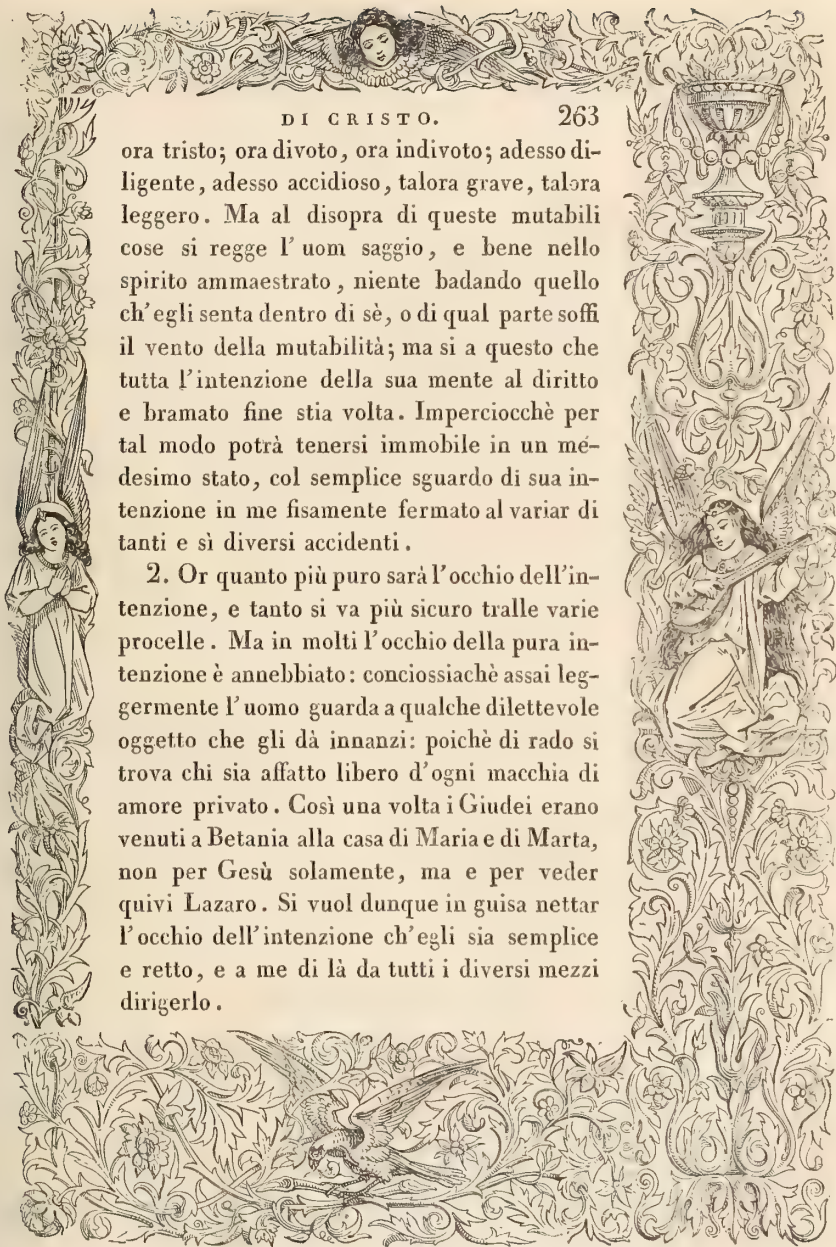 DI CRISTO. 263
ora tristo; ora divoto, ora indivoto; adesso di-
ligente, adesso accidioso, talora grave, talora
leggero. Ma al disopra di queste mutabili
cose si regge l'uom saggio, e bene nello
spirito ammaestrato, niente badando quello
ch'egli senta dentro di sè, o di qual parte soffi
il vento della mutabilità; ma si a questo che
tutta l'intenzione della sua mente al diritto
e bramato fine stia volta. Imperciocchè per
tal modo potrà tenersi immobile in un me-
desimo stato, col semplice sguardo di sua in-
tenzione in me fisamente fermato al variar di
tanti e sì diversi accidenti.
2. Or quanto più puro sarà l'occhio dell'in-
tenzione, e tanto si va più sicuro tralle varie
procelle. Ma in molti l'occhio della pura in-
tenzione è annebbiato: conciossiachè assai leg-
germente l'uomo guarda a qualche dilettevole
oggetto che gli dà innanzi: poichè di rado si
trova chi sia affatto libero d'ogni macchia di
amore privato. Così una volta i Giudei erano
venuti a Betania alla casa di Maria e di Marta,
non per Gesù solamente, ma e per veder
quivi Lazaro. Si vuol dunque in guisa nettar
l'occhio dell'intenzione ch'egli sia semplice
e retto, e a me di là da tutti i diversi mezzi
dirigerlo.